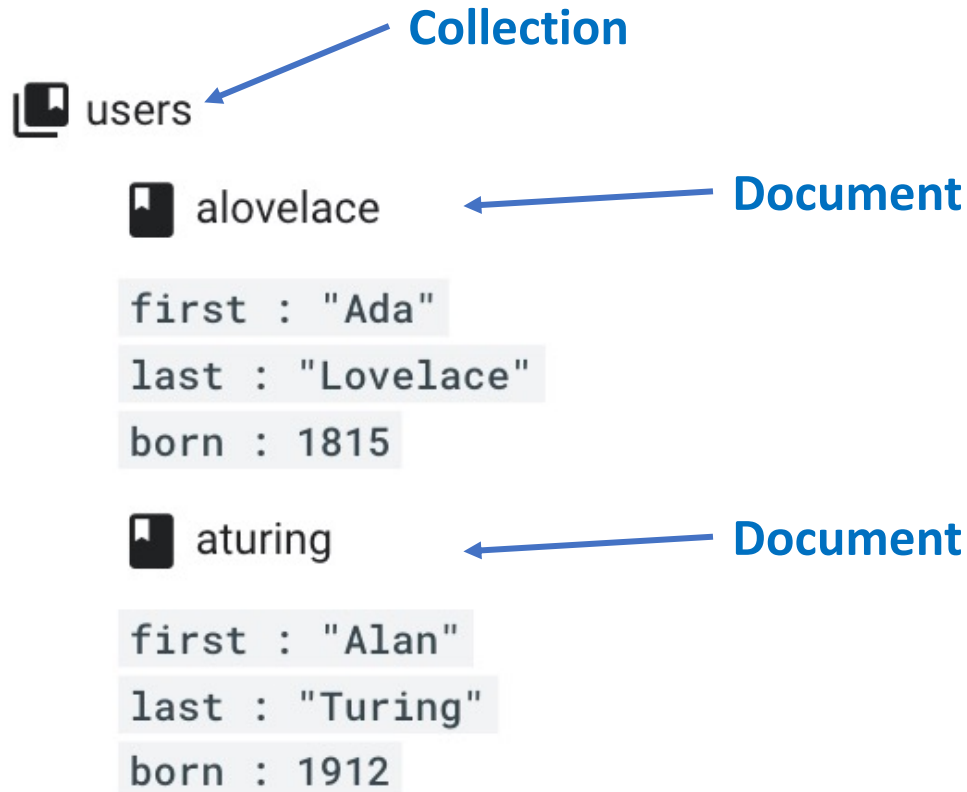 Collection
users
alovelace
Document
first : "Ada"
last : "Lovelace"
born : 1815
aturing
Document
first : "Alan"
last : "Turing"
born : 1912